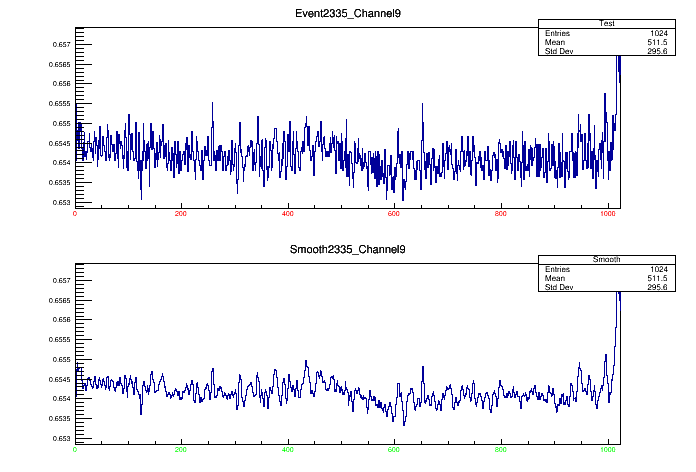 Event2335_Channel9
Test
Entries 1024
Mean 511.5
Std Dev 295.6
0.657
0.6565
0.656
0.6555
0.655
0.6545
0.654
0.6535
0.653
0 200 400 600 800 1000
Smooth2335_Channel9
Smooth
Entries 1024
Mean 511.5
Std Dev 295.6
0.657
0.6565
0.656
0.6555
0.655
0.6545
0.654
0.6535
0.653
0 200 400 600 800 1000